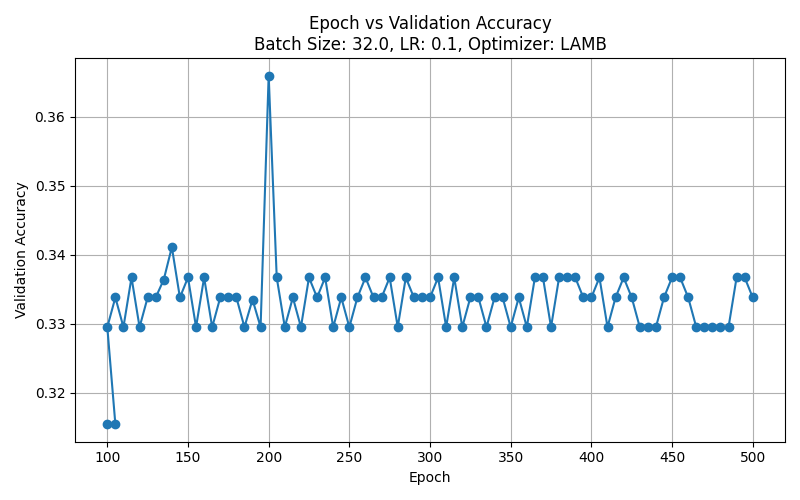 Epoch vs Validation Accuracy
Batch Size: 32.0, LR: 0.1, Optimizer: LAMB
Validation Accuracy
0.36
0.35
0.34
0.33
0.32
100 150 200 250 300 350 400 450 500
Epoch